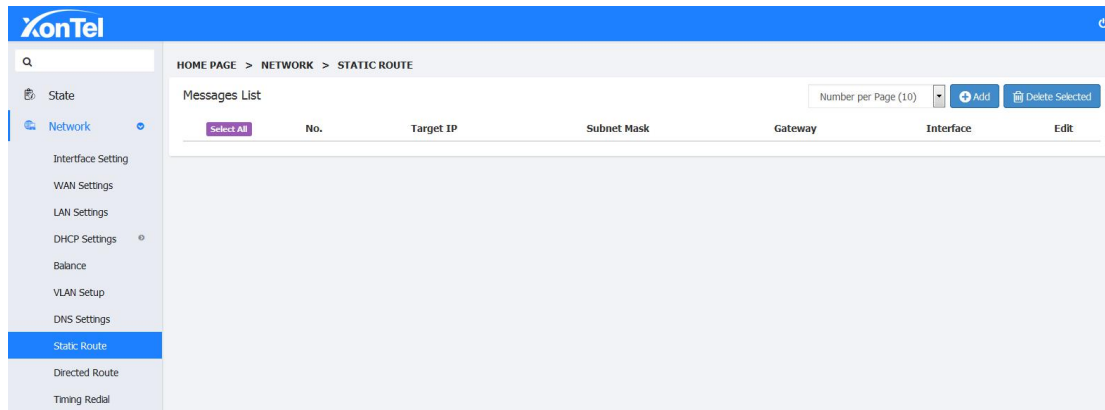 XonTel
HOME PAGE > NETWORK > STATIC ROUTE
State
Network
Intertface Setting
WAN Settings
LAN Settings
DHCP Settings
Balance
VLAN Setup
DNS Settings
Static Route
Directed Route
Timing Redial
Messages List
Number per Page (10)
Add
Delete Selected
Select All No. Target IP Subnet Mask Gateway Interface Edit